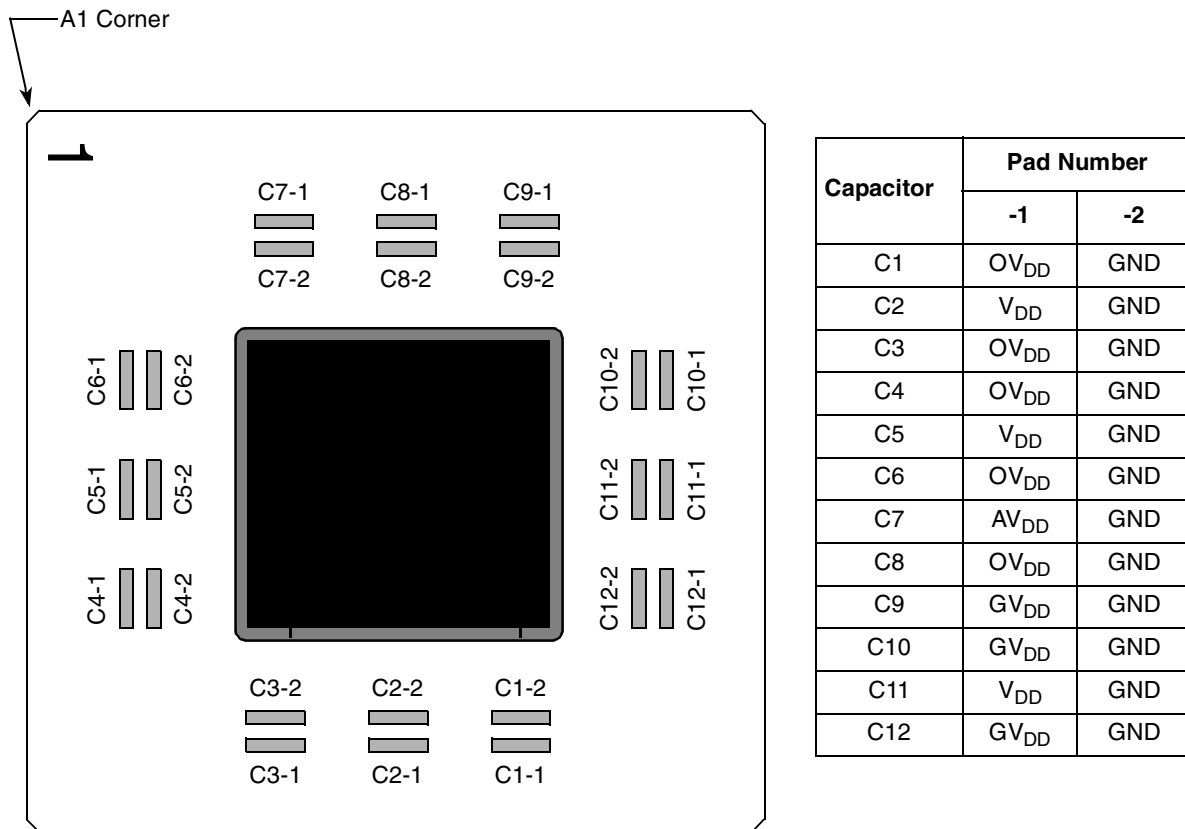 A1 Corner
1
C7-1 C8-1 C9-1
C7-2 C8-2 C9-2
C6-1 C6-2 C10-2 C10-1
C5-1 C5-2 C11-2 C11-1
C4-1 C4-2 C12-2 C12-1
C3-2 C2-2 C1-2
C3-1 C2-1 C1-1
Capacitor Pad Number
-1 -2
C1 OVDD GND
C2 VDD GND
C3 OVDD GND
C4 OVDD GND
C5 VDD GND
C6 OVDD GND
C7 AVDD GND
C8 OVDD GND
C9 GVDD GND
C10 GVDD GND
C11 VDD GND
C12 GVDD GND